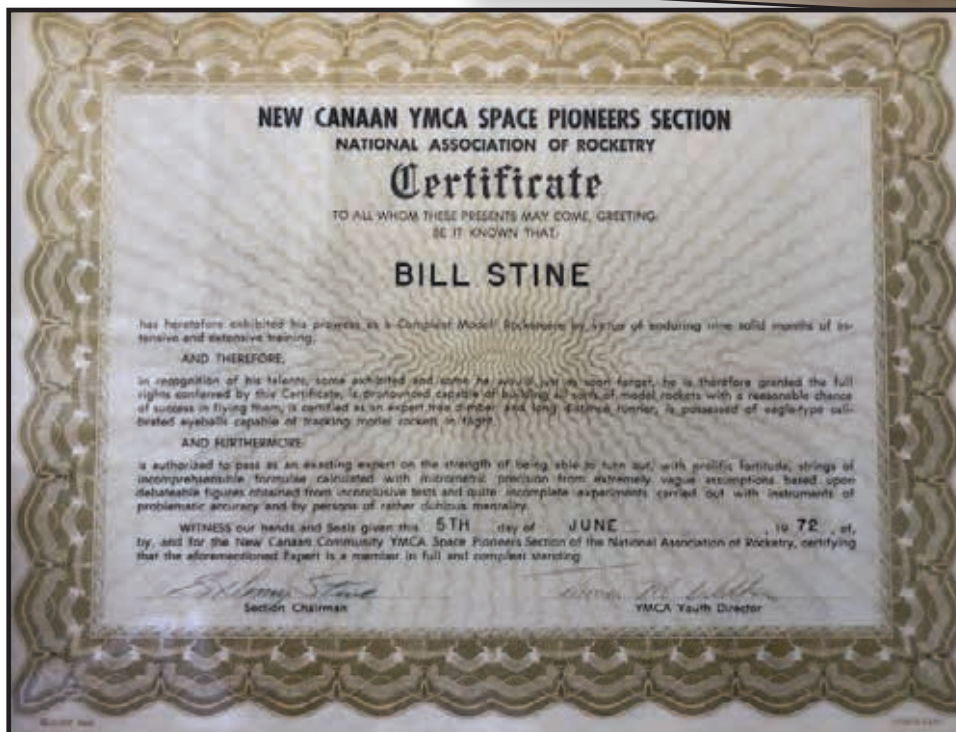 NEW CANAAN YMCA SPACE PIONEERS SECTION
NATIONAL ASSOCIATION OF ROCKETRY
Certificate
TO ALL WHOM THESE PRESENTS MAY COME, GREETING:
BE IT KNOWN THAT:
BILL STINE
has heretofore exhibited his prowess as a Compleat Model Rocketeer by virtue of enduring nine solid months of in-
tensive and extensive training;
AND THEREFORE,
in recognition of his talents, some exhibited and some he would just as soon forget, he is therefore granted the full
rights conferred by this Certificate, is pronounced capable of building all sorts of model rockets with a reasonable chance
of success in flying them, is certified as an expert tree climber and long distance runner, is possessed of eagle-type cali-
brated eyeballs capable of tracking model rockets in flight,
AND FURTHERMORE
is authorized to pass as an exacting expert on the strength of being able to turn out, with prolific fortitude, strings of
incomprehensible formulae calculated with micrometric precision from extremely vague assumptions based upon
debateable figures obtained from inconclusive tests and quite incomplete experiments carried out with instruments of
problematic accuracy and by persons of rather dubious mentality.
WITNESS our hands and Seals given this 5TH day of JUNE, 1972, at,
by, and for the New Canaan Community YMCA Space Pioneers Section of the National Association of Rocketry, certifying
that the aforementioned Expert is a member in full and compleat standing
Stine
Section Chairman
YMCA Youth Director